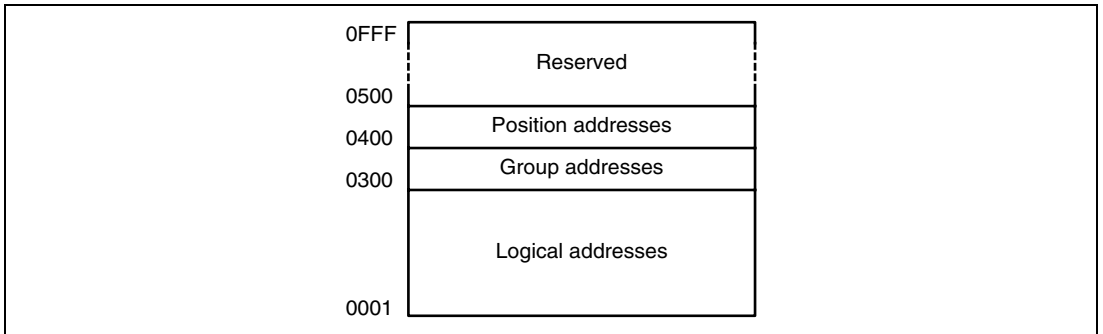 0FFF
Reserved
0500
Position addresses
0400
Group addresses
0300
Logical addresses
0001